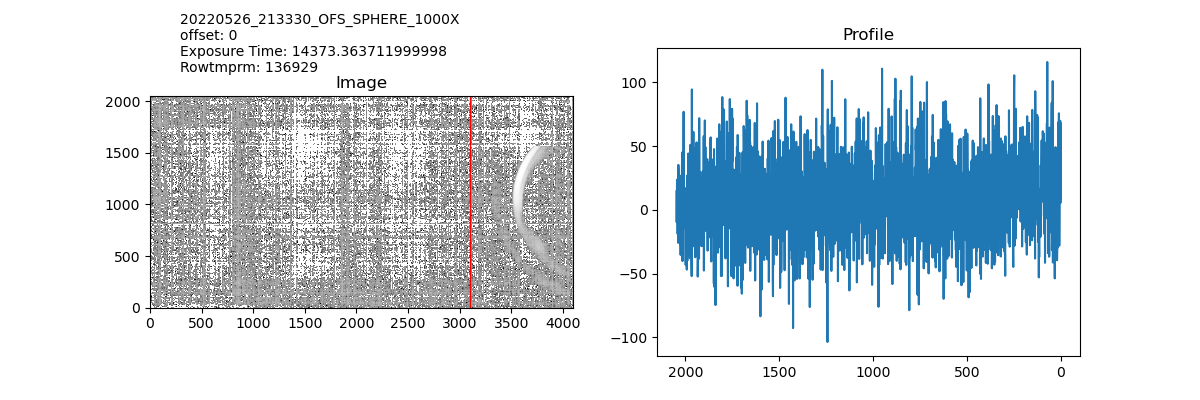 20220526_213330_OFS_SPHERE_1000X
offset: 0
Exposure Time: 14373.363711999998
Rowtmprm: 136929
Image
2000
1500
1000
500
0
0 500 1000 1500 2000 2500 3000 3500 4000
Profile
100
50
0
−50
−100
2000 1500 1000 500 0